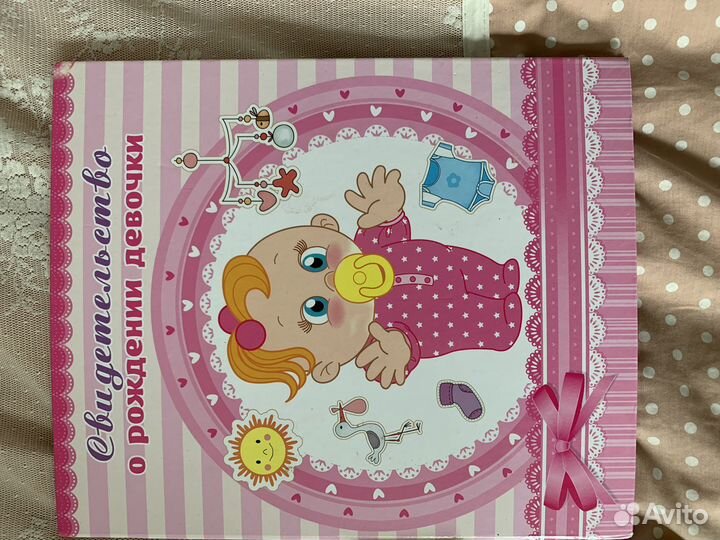 Свидетельство
о рождении девочки
Avito